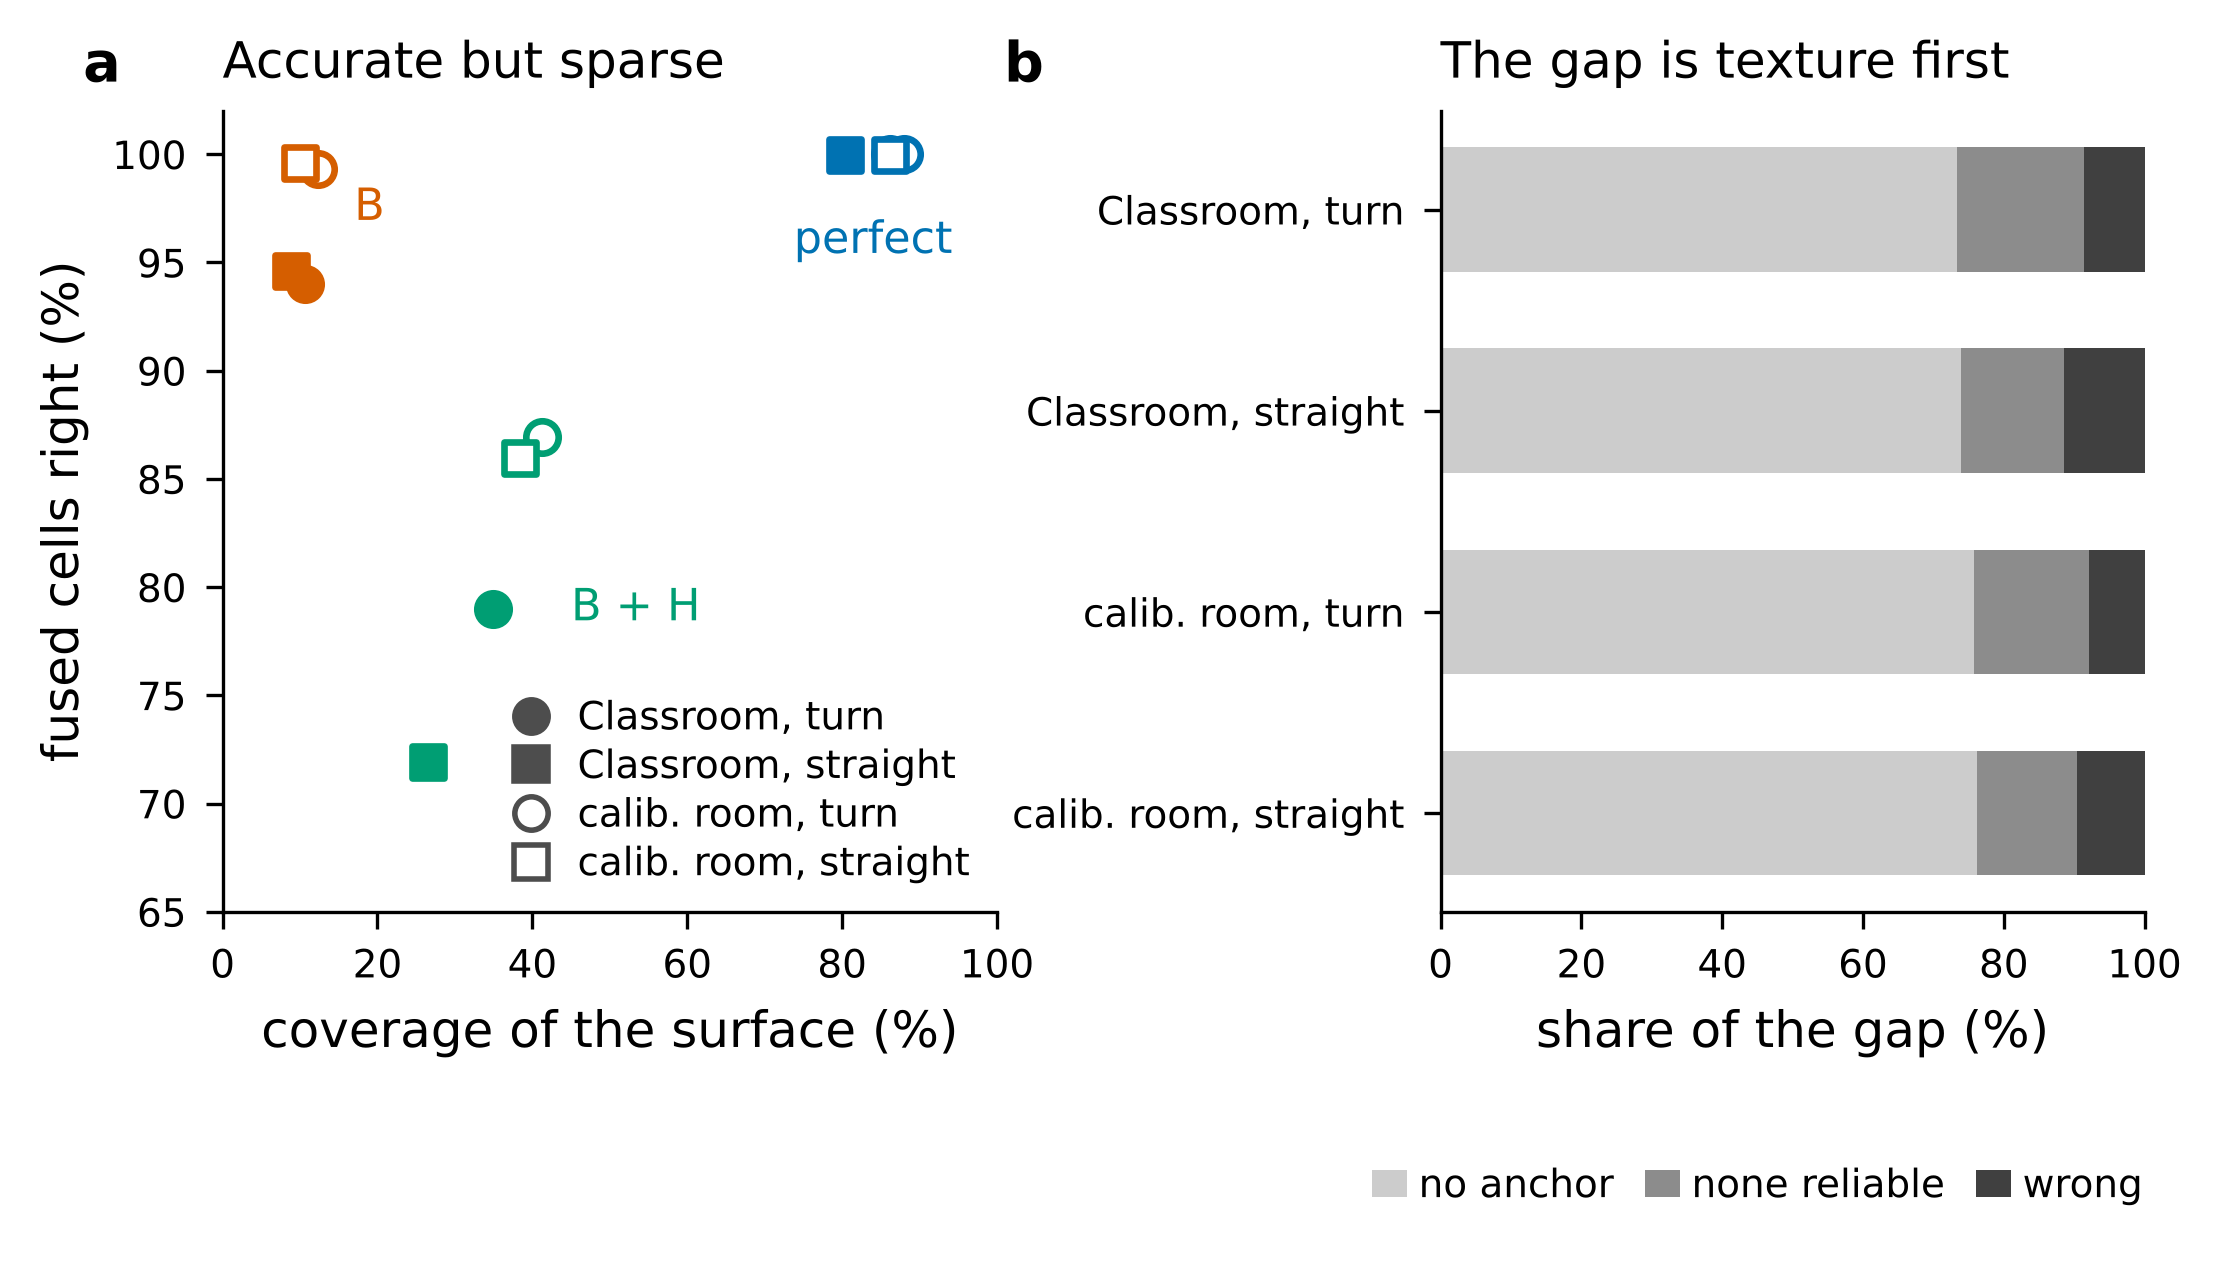 a Accurate but sparse
fused cells right (%)
100
95
90
85
80
75
70
65
B
perfect
B + H
Classroom, turn
Classroom, straight
calib. room, turn
calib. room, straight
0 20 40 60 80 100
coverage of the surface (%)
b The gap is texture first
Classroom, turn
Classroom, straight
calib. room, turn
calib. room, straight
0 20 40 60 80 100
share of the gap (%)
no anchor none reliable wrong